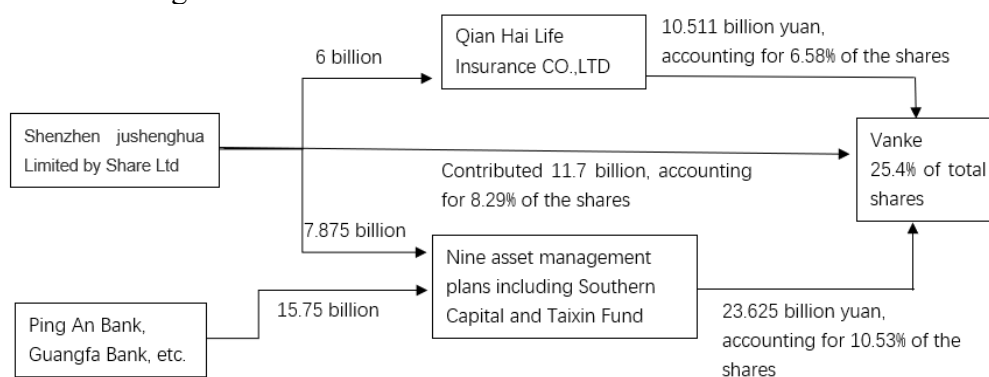 6 billion
Qian Hai Life
Insurance CO.,LTD
10.511 billion yuan,
accounting for 6.58% of the shares
Shenzhen jushenghua
Limited by Share Ltd
Contributed 11.7 billion, accounting
for 8.29% of the shares
Vanke
25.4% of total
shares
7.875 billion
15.75 billion
Nine asset management
plans including Southern
Capital and Taixin Fund
Ping An Bank,
Guangfa Bank, etc.
23.625 billion yuan,
accounting for 10.53% of the
shares